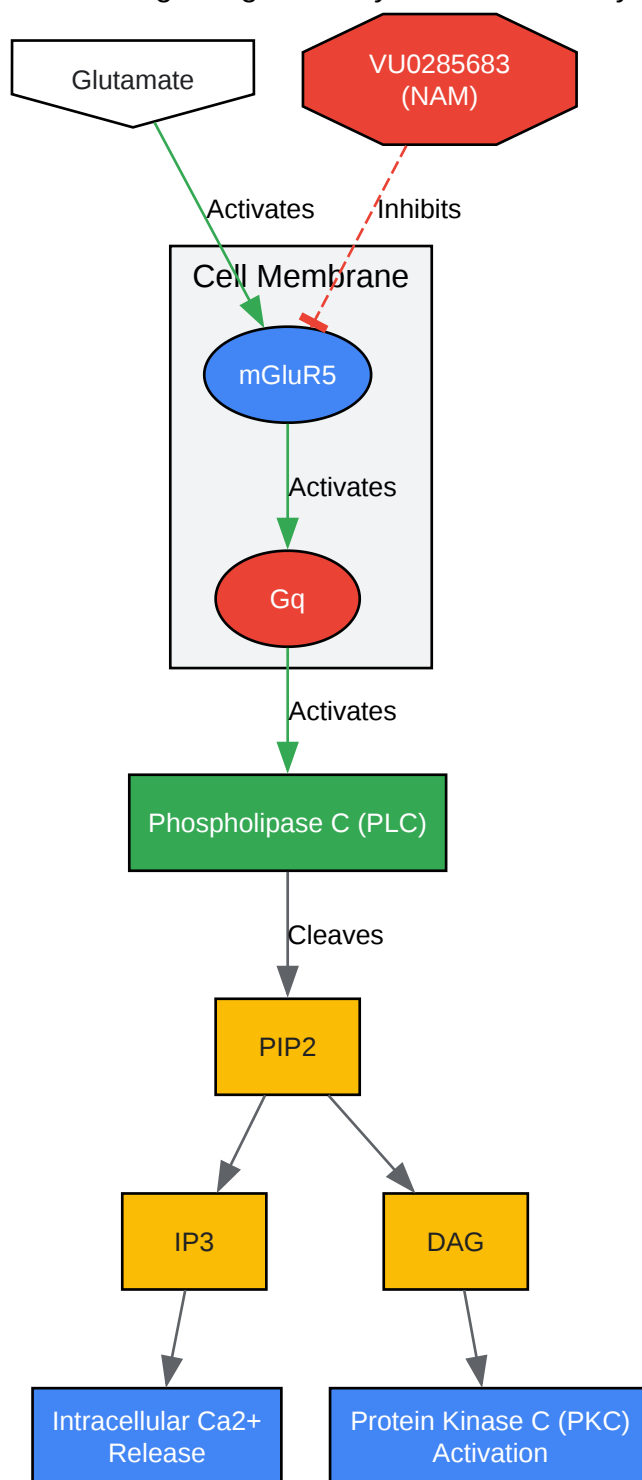 Glutamate
VU0285683
(NAM)
Activates
Inhibits
Cell Membrane
mGluR5
Activates
Gq
Activates
Phospholipase C (PLC)
Cleaves
PIP2
IP3
DAG
Intracellular Ca2+
Release
Protein Kinase C (PKC)
Activation